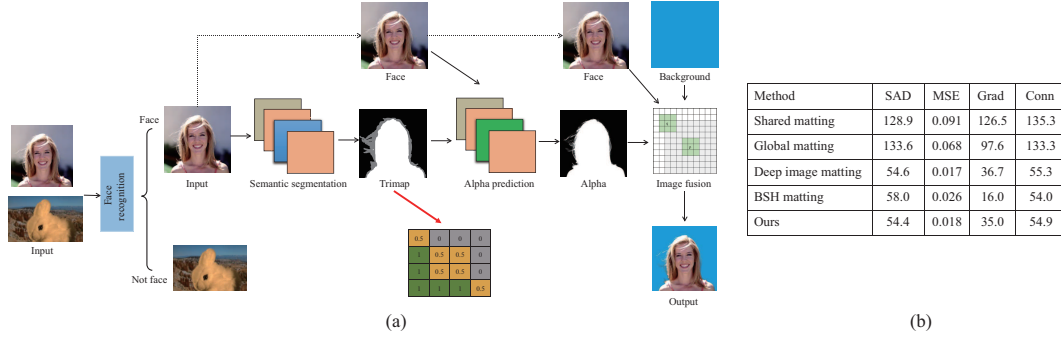 Face
Face
Background
Face
Face
recognition
Input
Input
Semantic segmentation
Trimap
Alpha prediction
Alpha
Image fusion
Not face
0.5 0 0 0
1 0.5 0.5 0
1 0.5 0.5 0
1 1 1 0.5
Output
(a)
Method SAD MSE Grad Conn
Shared matting 128.9 0.091 126.5 135.3
Global matting 133.6 0.068 97.6 133.3
Deep image matting 54.6 0.017 36.7 55.3
BSH matting 58.0 0.026 16.0 54.0
Ours 54.4 0.018 35.0 54.9
(b)